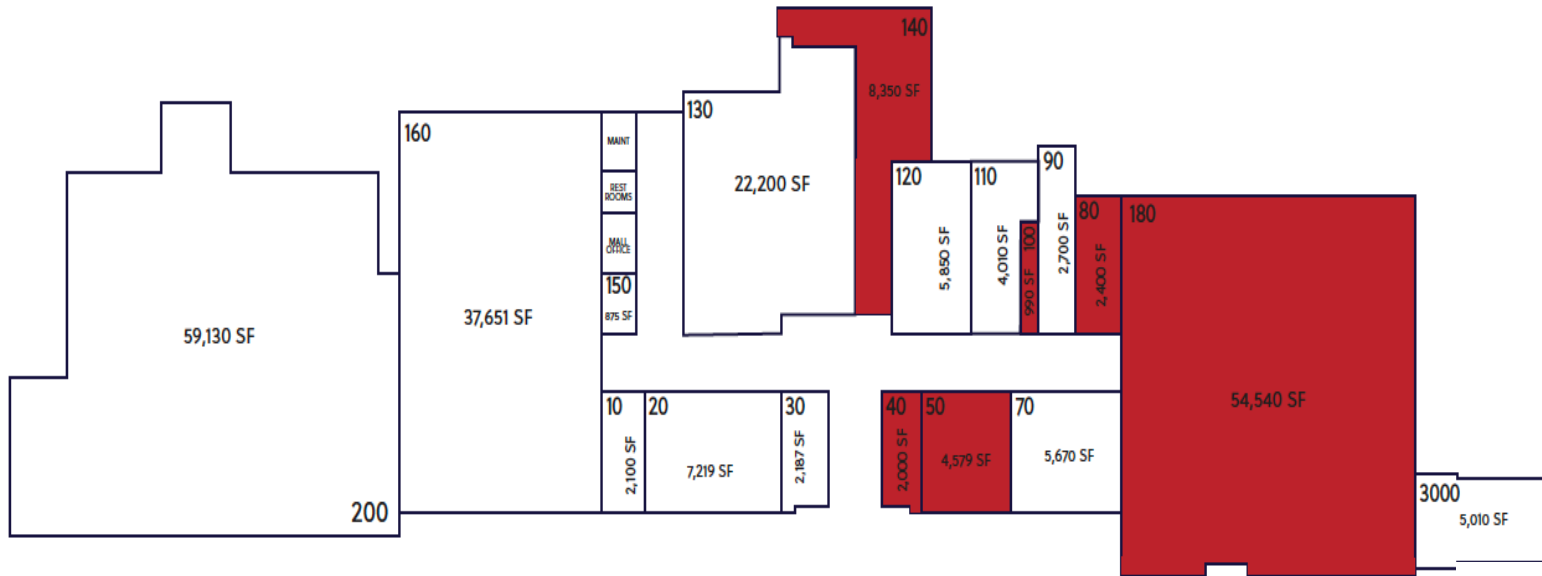 140
8,350 SF
130
22,200 SF
160
37,651 SF
MAINT
REST
ROOMS
MALL
OFFICE
150
875 SF
120
5,850 SF
110
4,010 SF
100
990 SF
90
2,700 SF
80
2,400 SF
180
54,540 SF
59,130 SF
200
10
2,100 SF
20
7,219 SF
30
2,187 SF
40
2,000 SF
50
4,579 SF
70
5,670 SF
3000
5,010 SF